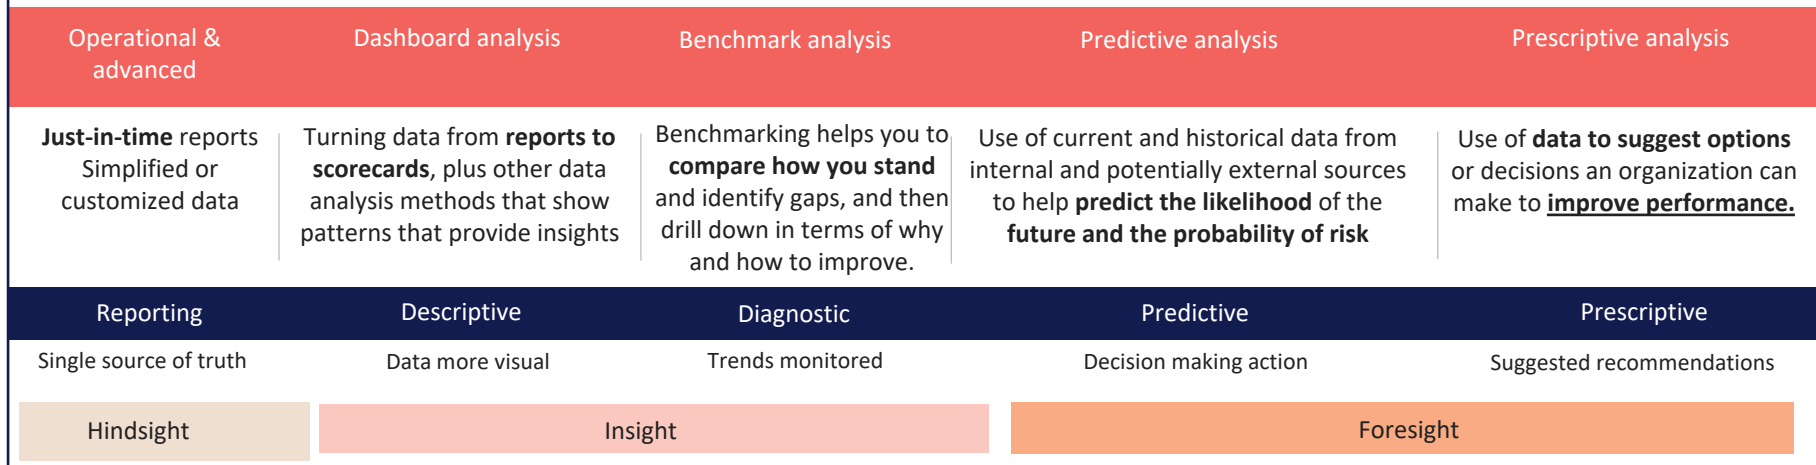 Operational &
advanced
Dashboard analysis
Benchmark analysis
Predictive analysis
Prescriptive analysis
Just-in-time reports
Simplified or
customized data
Turning data from reports to
scorecards, plus other data
analysis methods that show
patterns that provide insights
Benchmarking helps you to
compare how you stand
and identify gaps, and then
drill down in terms of why
and how to improve.
Use of current and historical data from
internal and potentially external sources
to help predict the likelihood of the
future and the probability of risk
Use of data to suggest options
or decisions an organization can
make to improve performance.
Reporting
Descriptive
Diagnostic
Predictive
Prescriptive
Single source of truth
Data more visual
Trends monitored
Decision making action
Suggested recommendations
Hindsight
Insight
Foresight